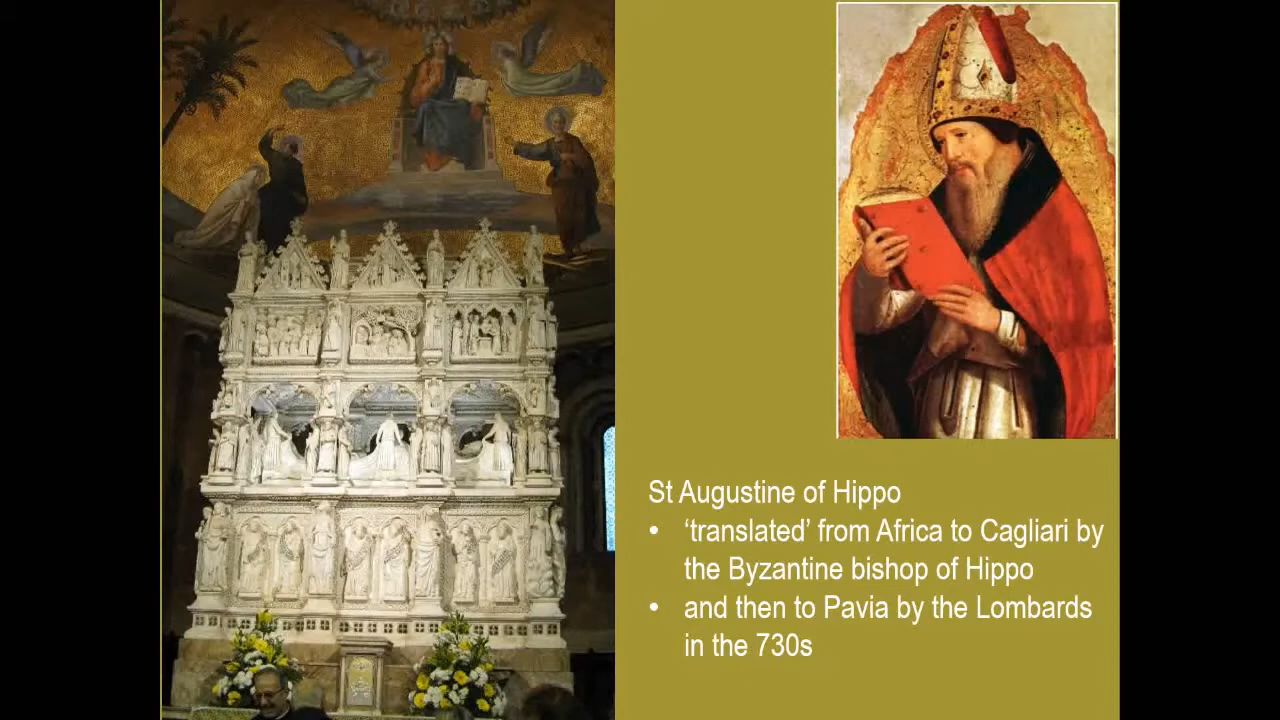 St Augustine of Hippo
• ‘translated’ from Africa to Cagliari by
the Byzantine bishop of Hippo
• and then to Pavia by the Lombards
in the 730s